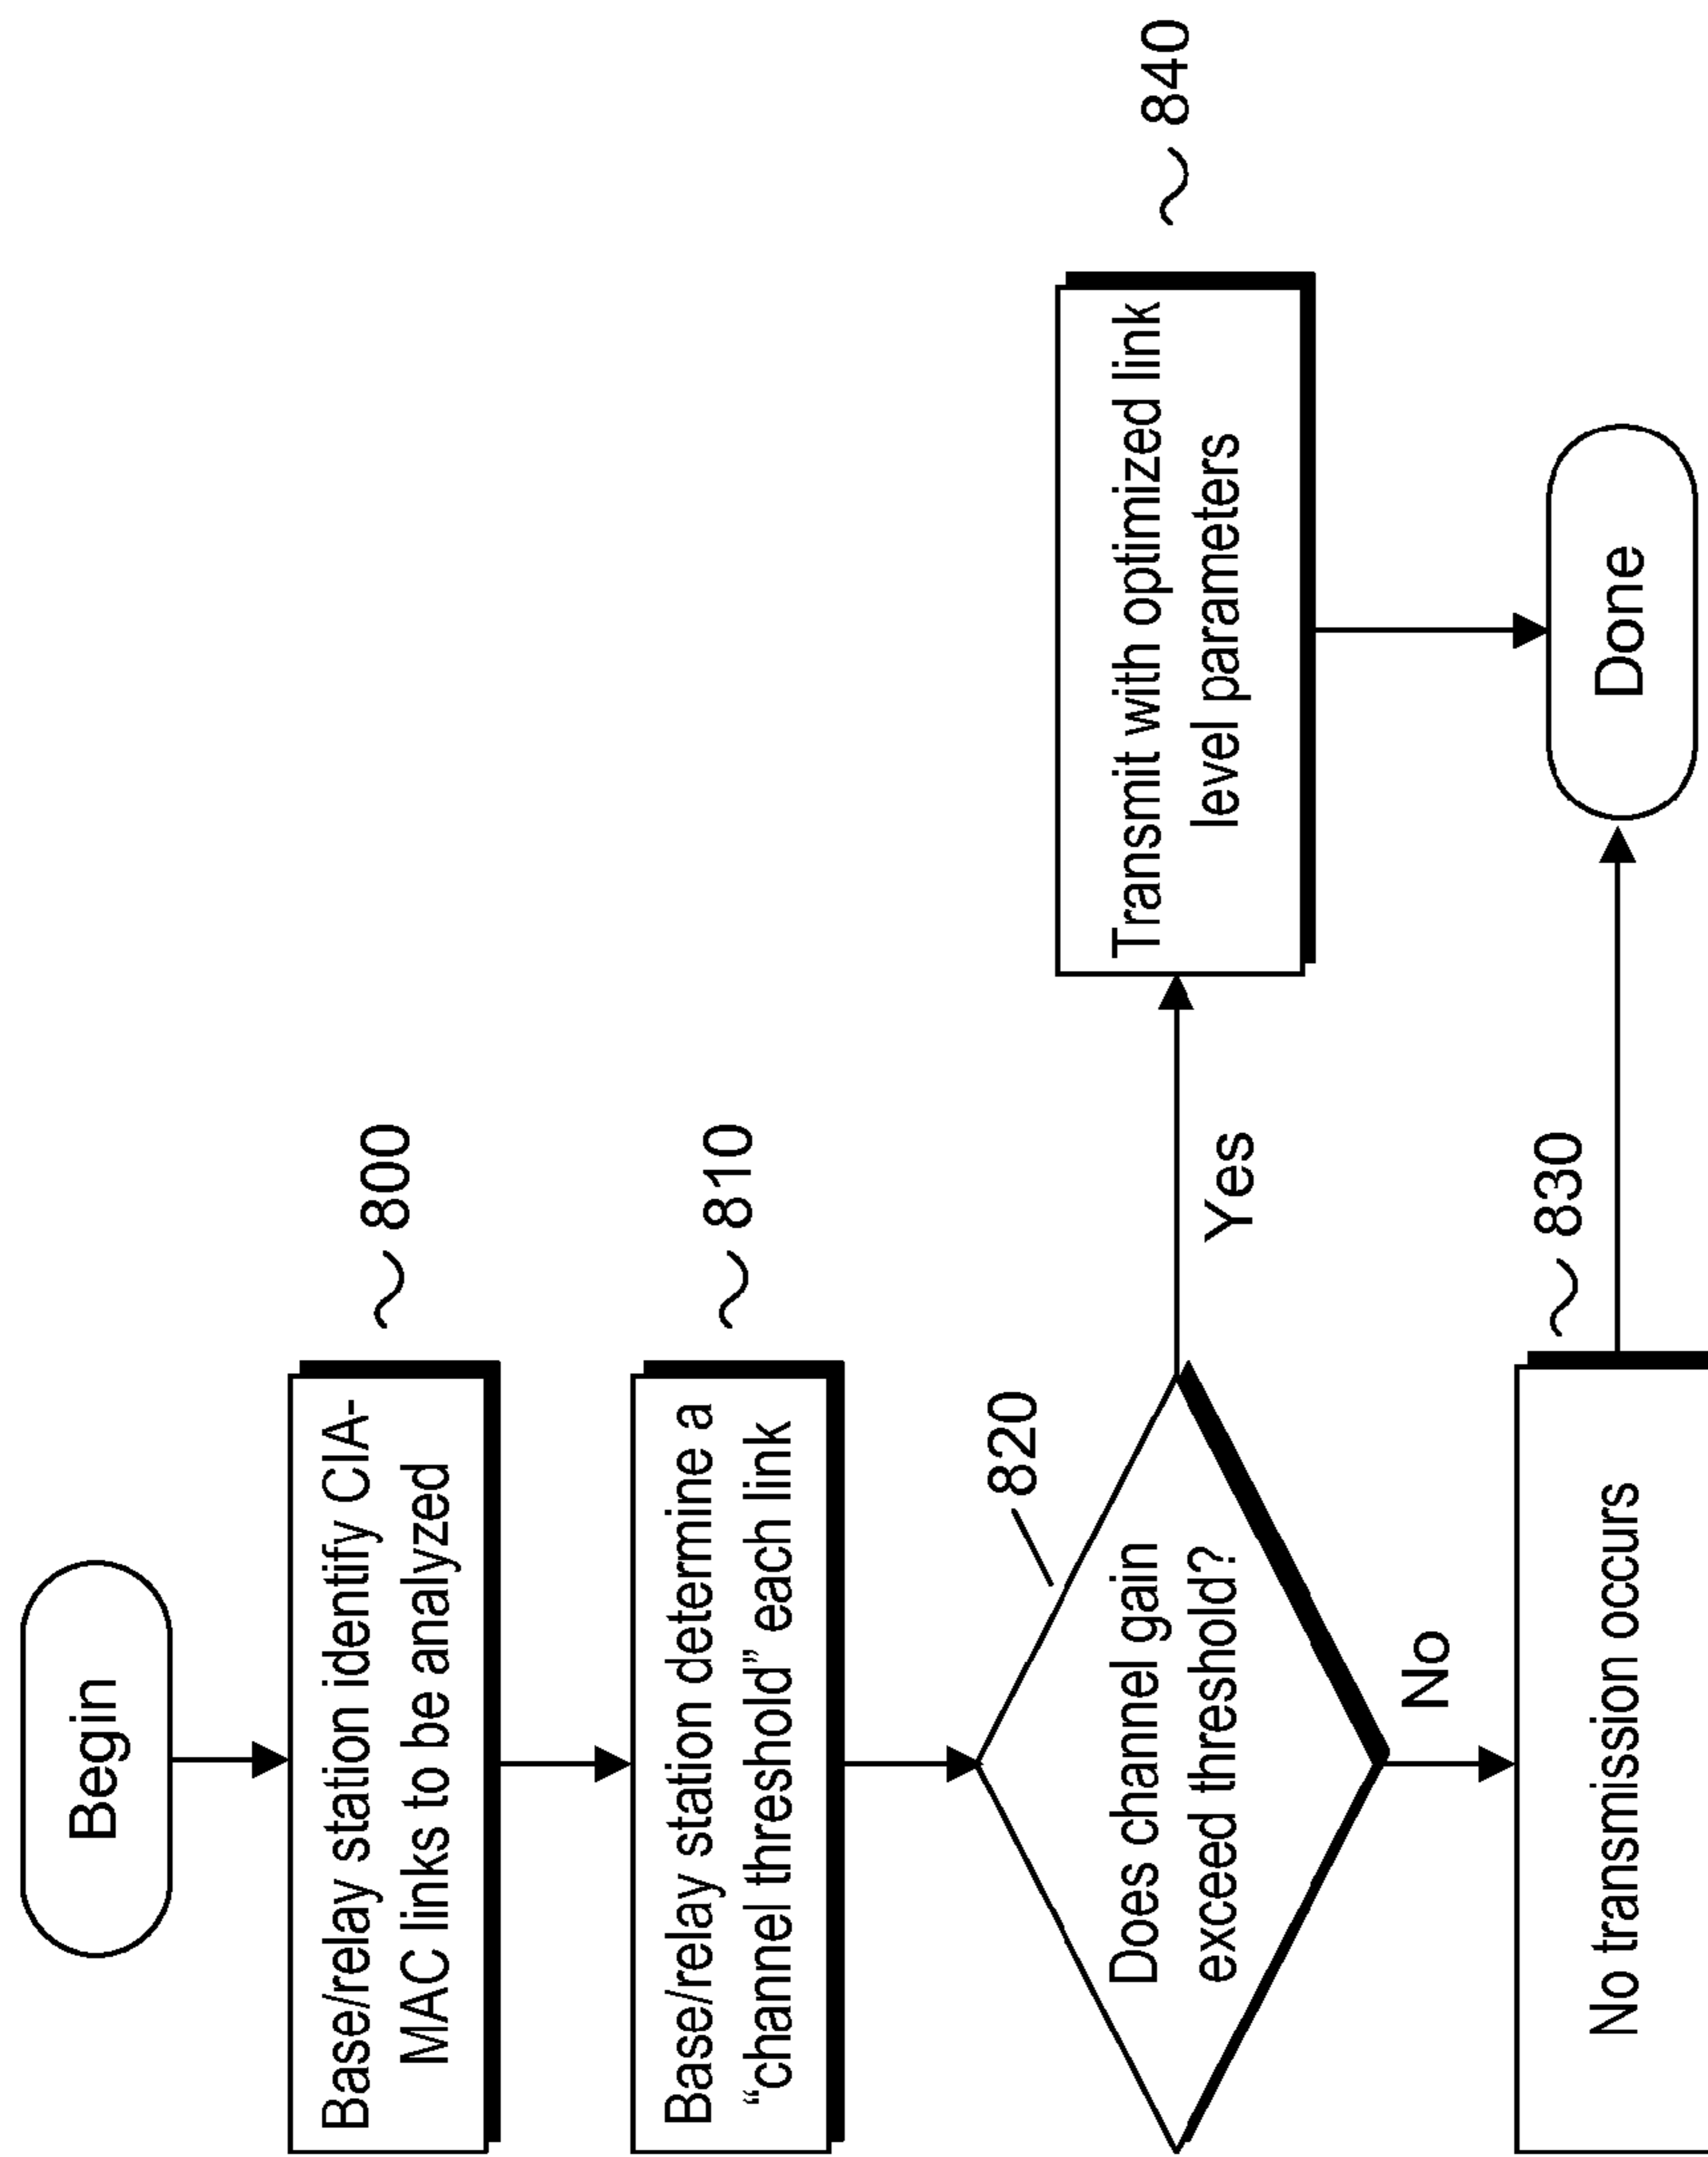 Begin
Base/relay station identify CIA-
MAC links to be analyzed
800
Base/relay station determine a
“channel threshold” each link
810
Does channel gain
exceed threshold?
820
Yes
Transmit with optimized link
level parameters
840
No
No transmission occurs
830
Done